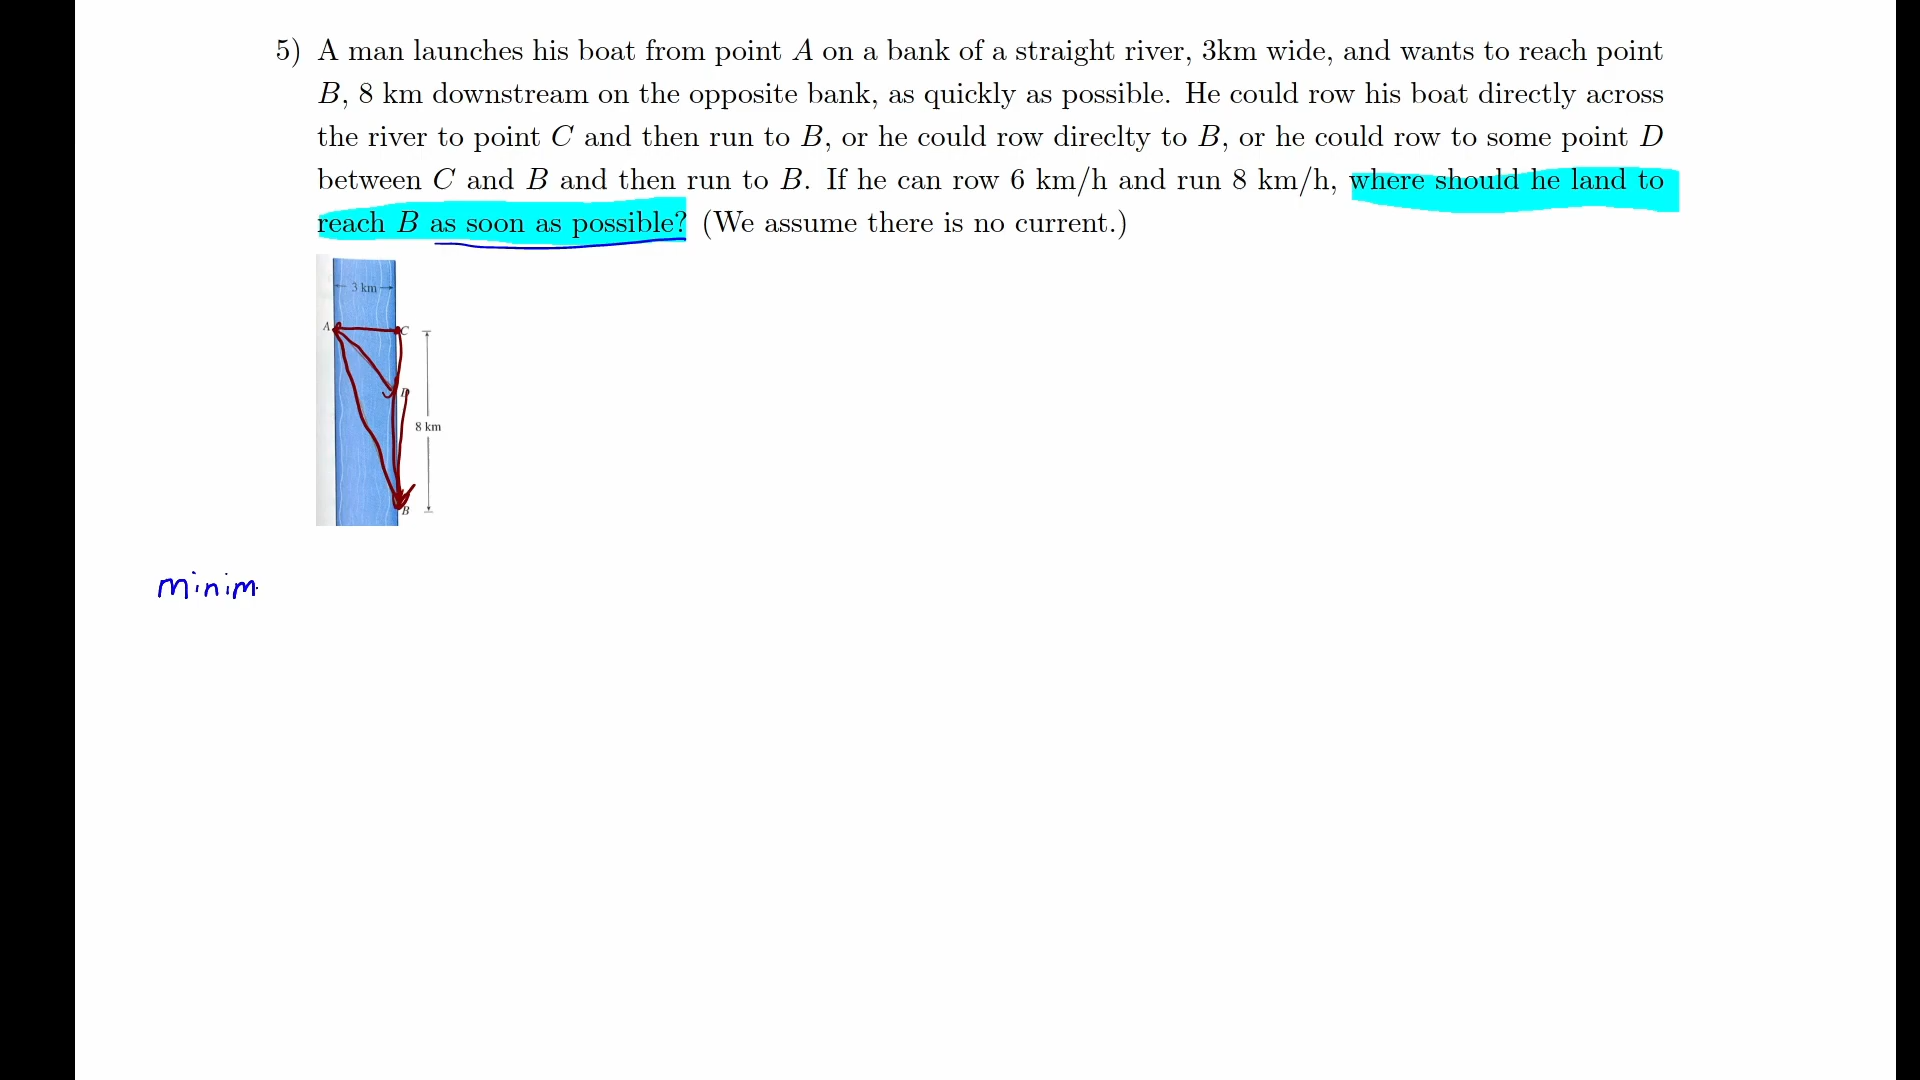 5) A man launches his boat from point A on a bank of a straight river, 3km wide, and wants to reach point
B, 8 km downstream on the opposite bank, as quickly as possible. He could row his boat directly across
the river to point C and then run to B, or he could row direclty to B, or he could row to some point D
between C and B and then run to B. If he can row 6 km/h and run 8 km/h, where should he land to
reach B as soon as possible? (We assume there is no current.)
3 km
A C
D
8 km
B
minim